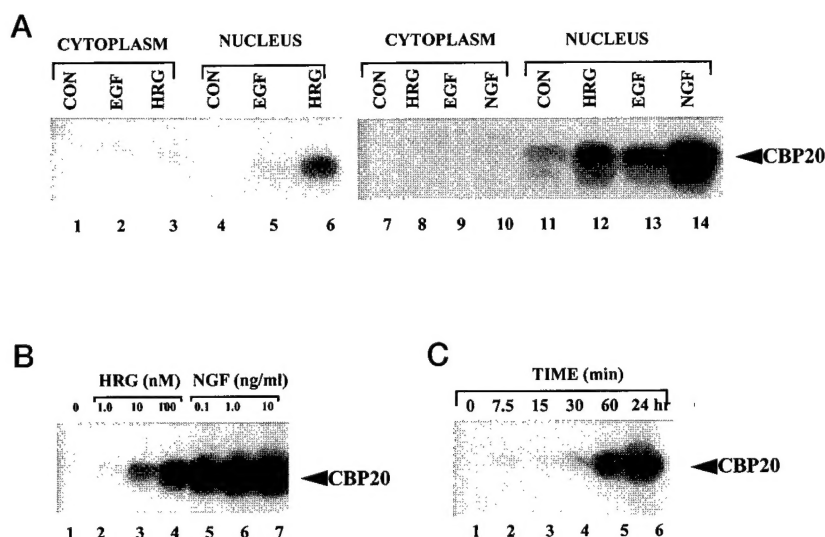 A
CYTOPLASM NUCLEUS CYTOPLASM NUCLEUS
CON EGF HRG CON EGF HRG CON HRG EGF NGF CON HRG EGF NGF
CBP20
1 2 3 4 5 6 7 8 9 10 11 12 13 14
B
HRG (nM) NGF (ng/ml)
0 1.0 10 100 0.1 1.0 10
CBP20
1 2 3 4 5 6 7
C
TIME (min)
0 7.5 15 30 60 24 hr
CBP20
1 2 3 4 5 6